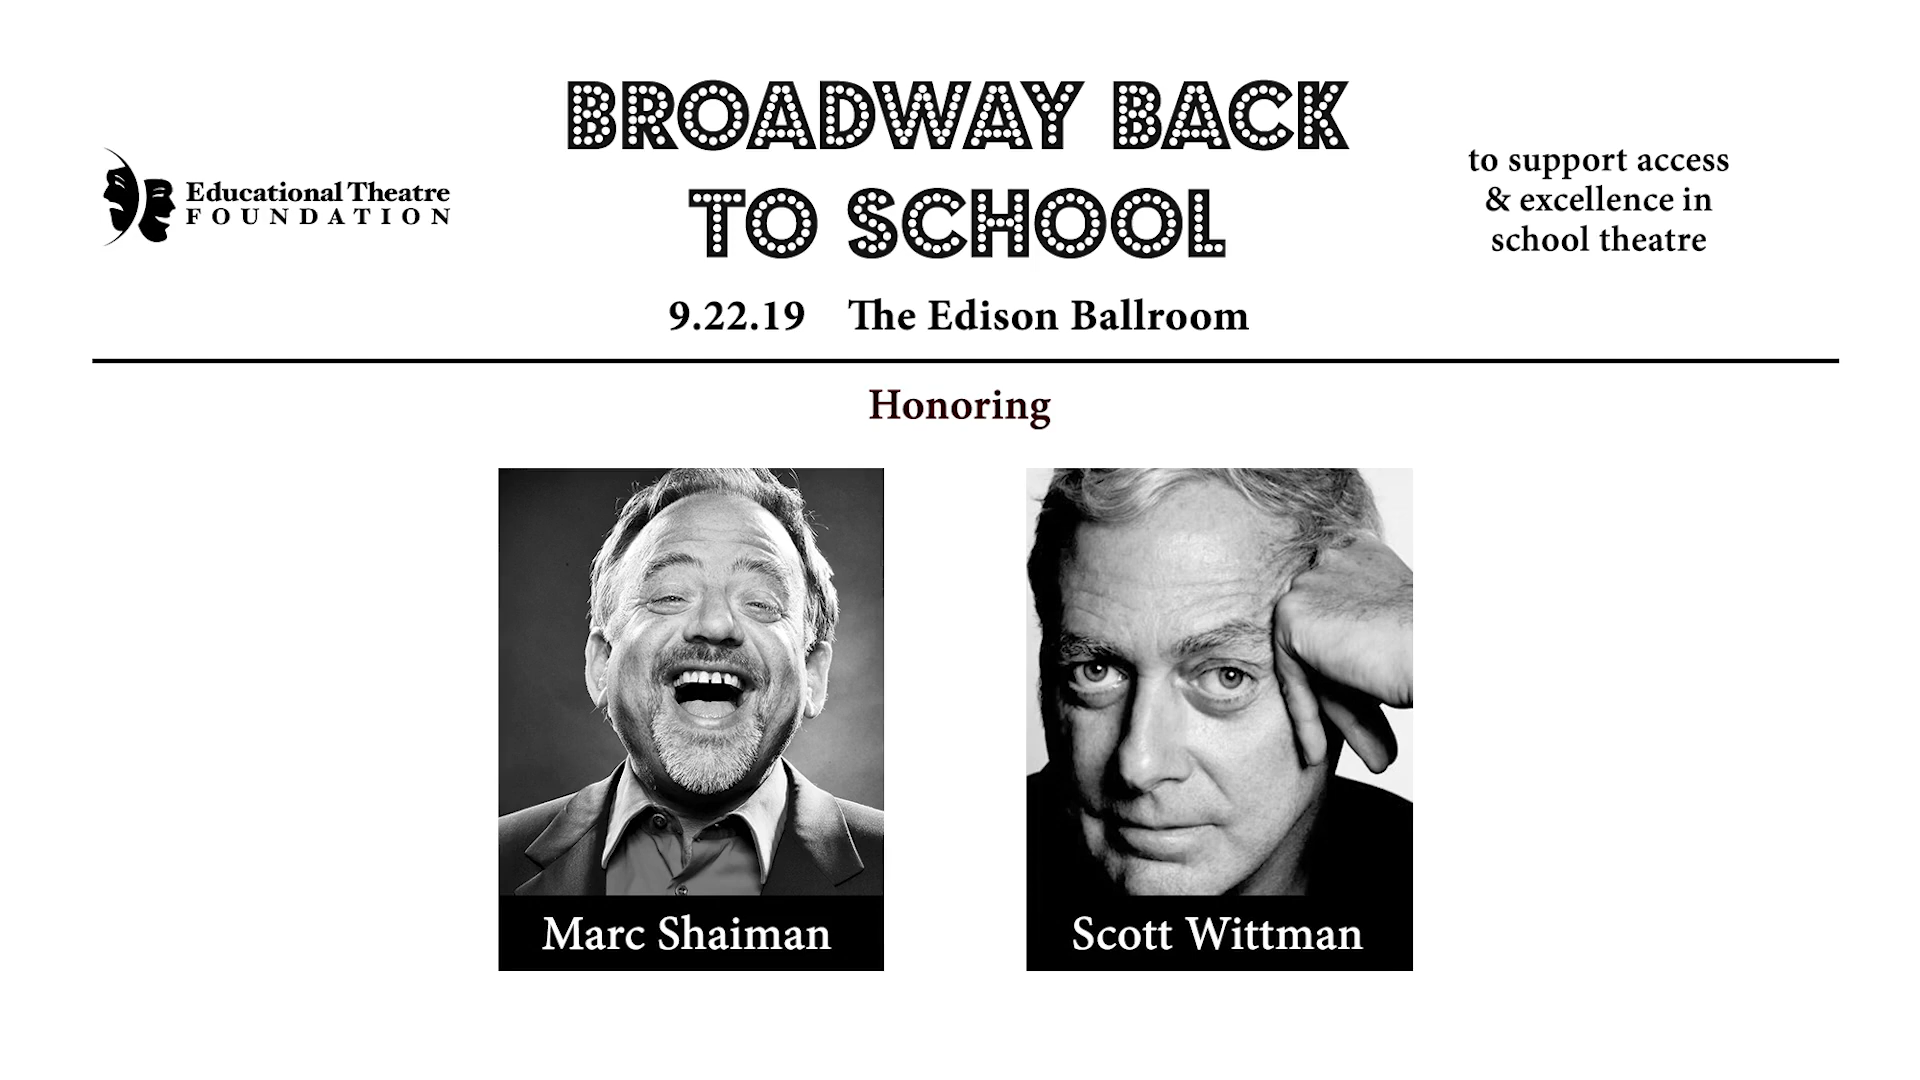 Educational Theatre
FOUNDATION
BROADWAY BACK
TO SCHOOL
9.22.19 The Edison Ballroom
to support access
& excellence in
school theatre
Honoring
Marc Shaiman
Scott Wittman